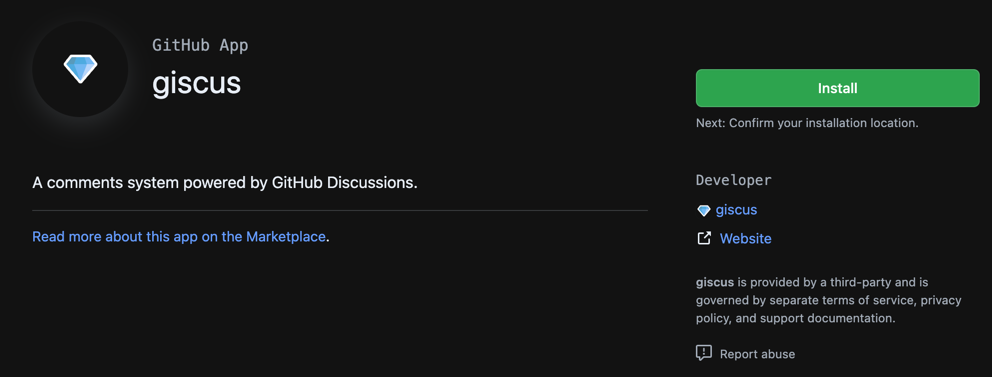 GitHub App
giscus
Install
Next: Confirm your installation location.
A comments system powered by GitHub Discussions.
Read more about this app on the Marketplace.
Developer
giscus
Website
giscus is provided by a third-party and is
governed by separate terms of service, privacy
policy, and support documentation.
Report abuse